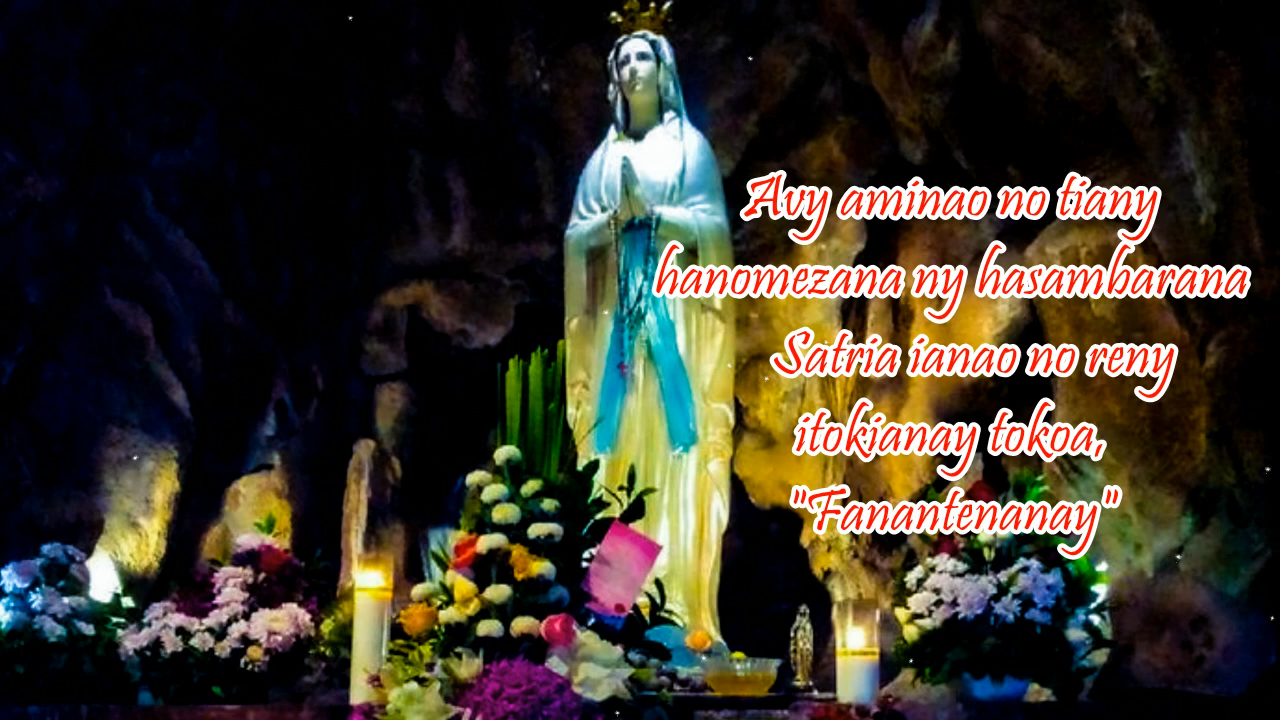 Avy aminao no tiany
hanomezana ny hasambarana
Satria ianao no reny
itokianay tokoa,
"Fanantenanay"